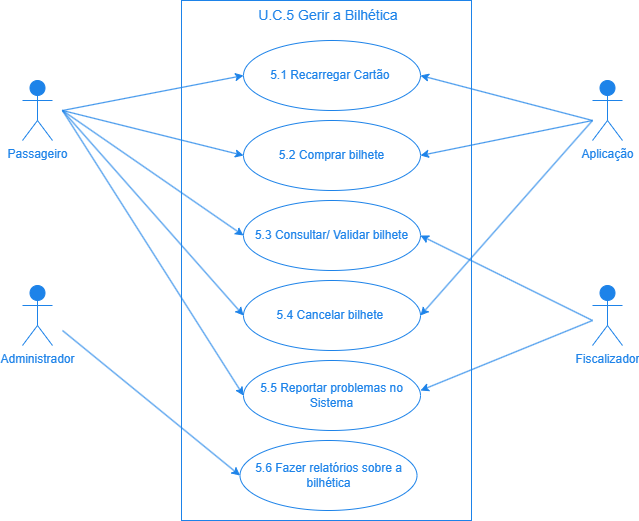 U.C.5 Gerir a Bilhética
5.1 Recarregar Cartão
Passageiro
Aplicação
5.2 Comprar bilhete
5.3 Consultar/ Validar bilhete
5.4 Cancelar bilhete
Administrador
Fiscalizador
5.5 Reportar problemas no
Sistema
5.6 Fazer relatórios sobre a
bilhética